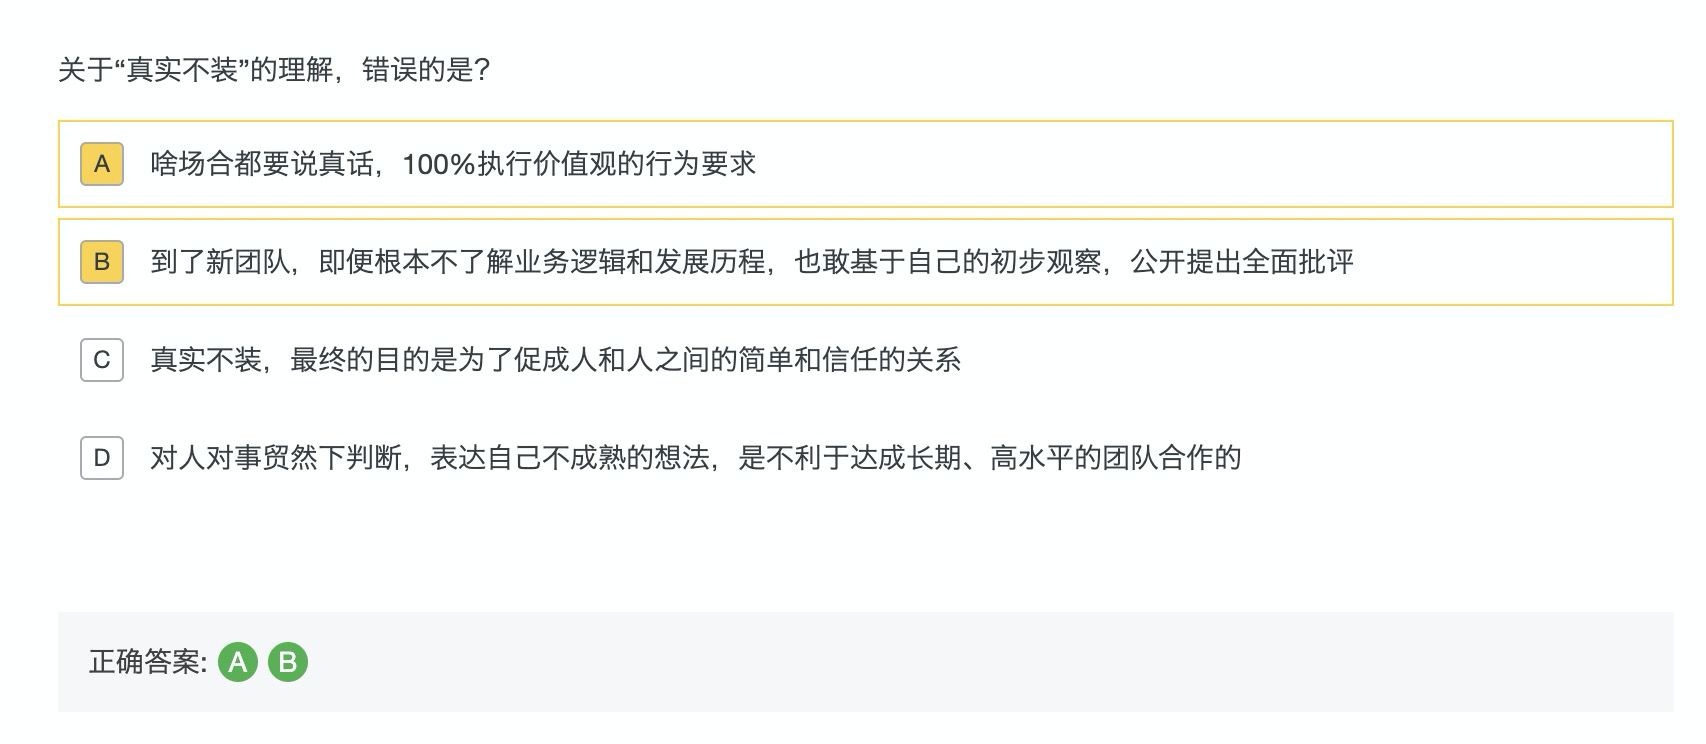 关于“真实不装”的理解，错误的是？
A 啥场合都要说真话，100%执行价值观的行为要求
B 到了新团队，即便根本不了解业务逻辑和发展历程，也敢基于自己的初步观察，公开提出全面批评
C 真实不装，最终的目的是为了促成人和人之间的简单和信任的关系
D 对人对事贸然下判断，表达自己不成熟的想法，是不利于达成长期、高水平的团队合作的
正确答案: A B